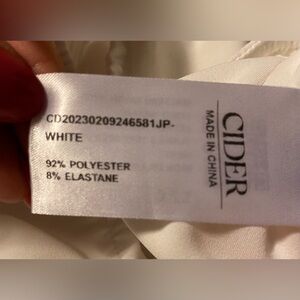 CD20230209246581JP-
WHITE
92% POLYESTER
8% ELASTANE
CIDER
MADE IN CHINA